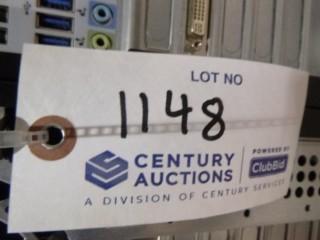 LOT NO
1148
CENTURY
AUCTIONS
POWERED BY
ClubBid
A DIVISION OF CENTURY SERVICES